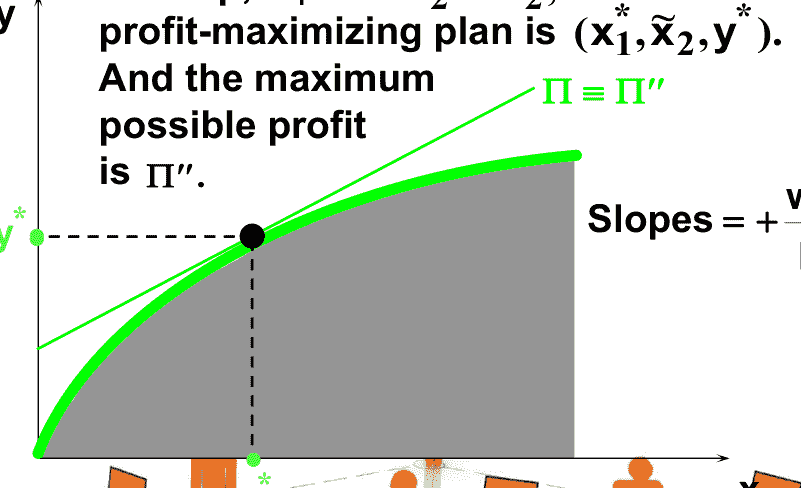 y
profit-maximizing plan is (x₁*, x̃₂, y*).
And the maximum
Π ≡ Π″
possible profit
is Π″.
Slopes = +
y*
*